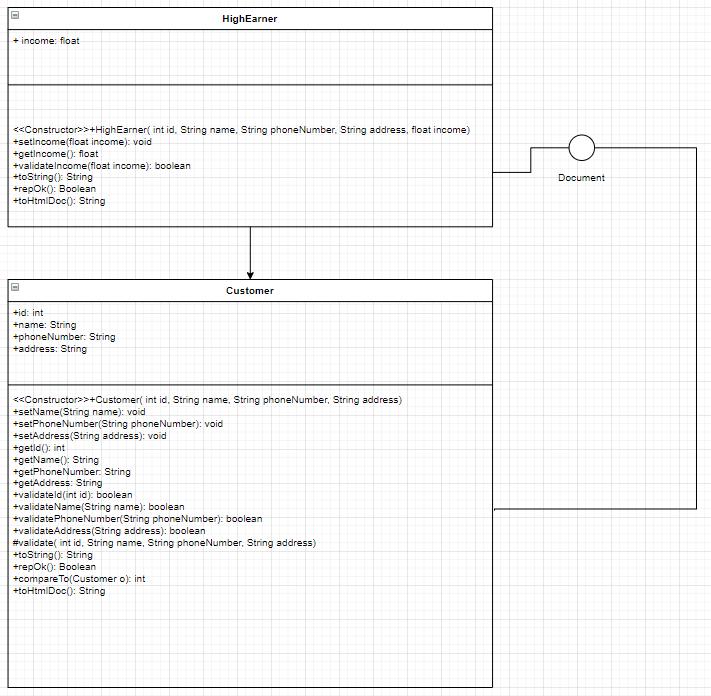 HighEarner
+ income: float
<<Constructor>>+HighEarner( int id, String name, String phoneNumber, String address, float income)
+setIncome(float income): void
+getIncome(): float
+validateIncome(float income): boolean
+toString(): String
+repOk(): Boolean
+toHtmlDoc(): String
Document
Customer
+id: int
+name: String
+phoneNumber: String
+address: String
<<Constructor>>+Customer( int id, String name, String phoneNumber, String address)
+setName(String name): void
+setPhoneNumber(String phoneNumber): void
+setAddress(String address): void
+getId(): int
+getName(): String
+getPhoneNumber: String
+getAddress: String
+validateId(int id): boolean
+validateName(String name): boolean
+validatePhoneNumber(String phoneNumber): boolean
+validateAddress(String address): boolean
#validate( int id, String name, String phoneNumber, String address)
+toString(): String
+repOk(): Boolean
+compareTo(Customer o): int
+toHtmlDoc(): String